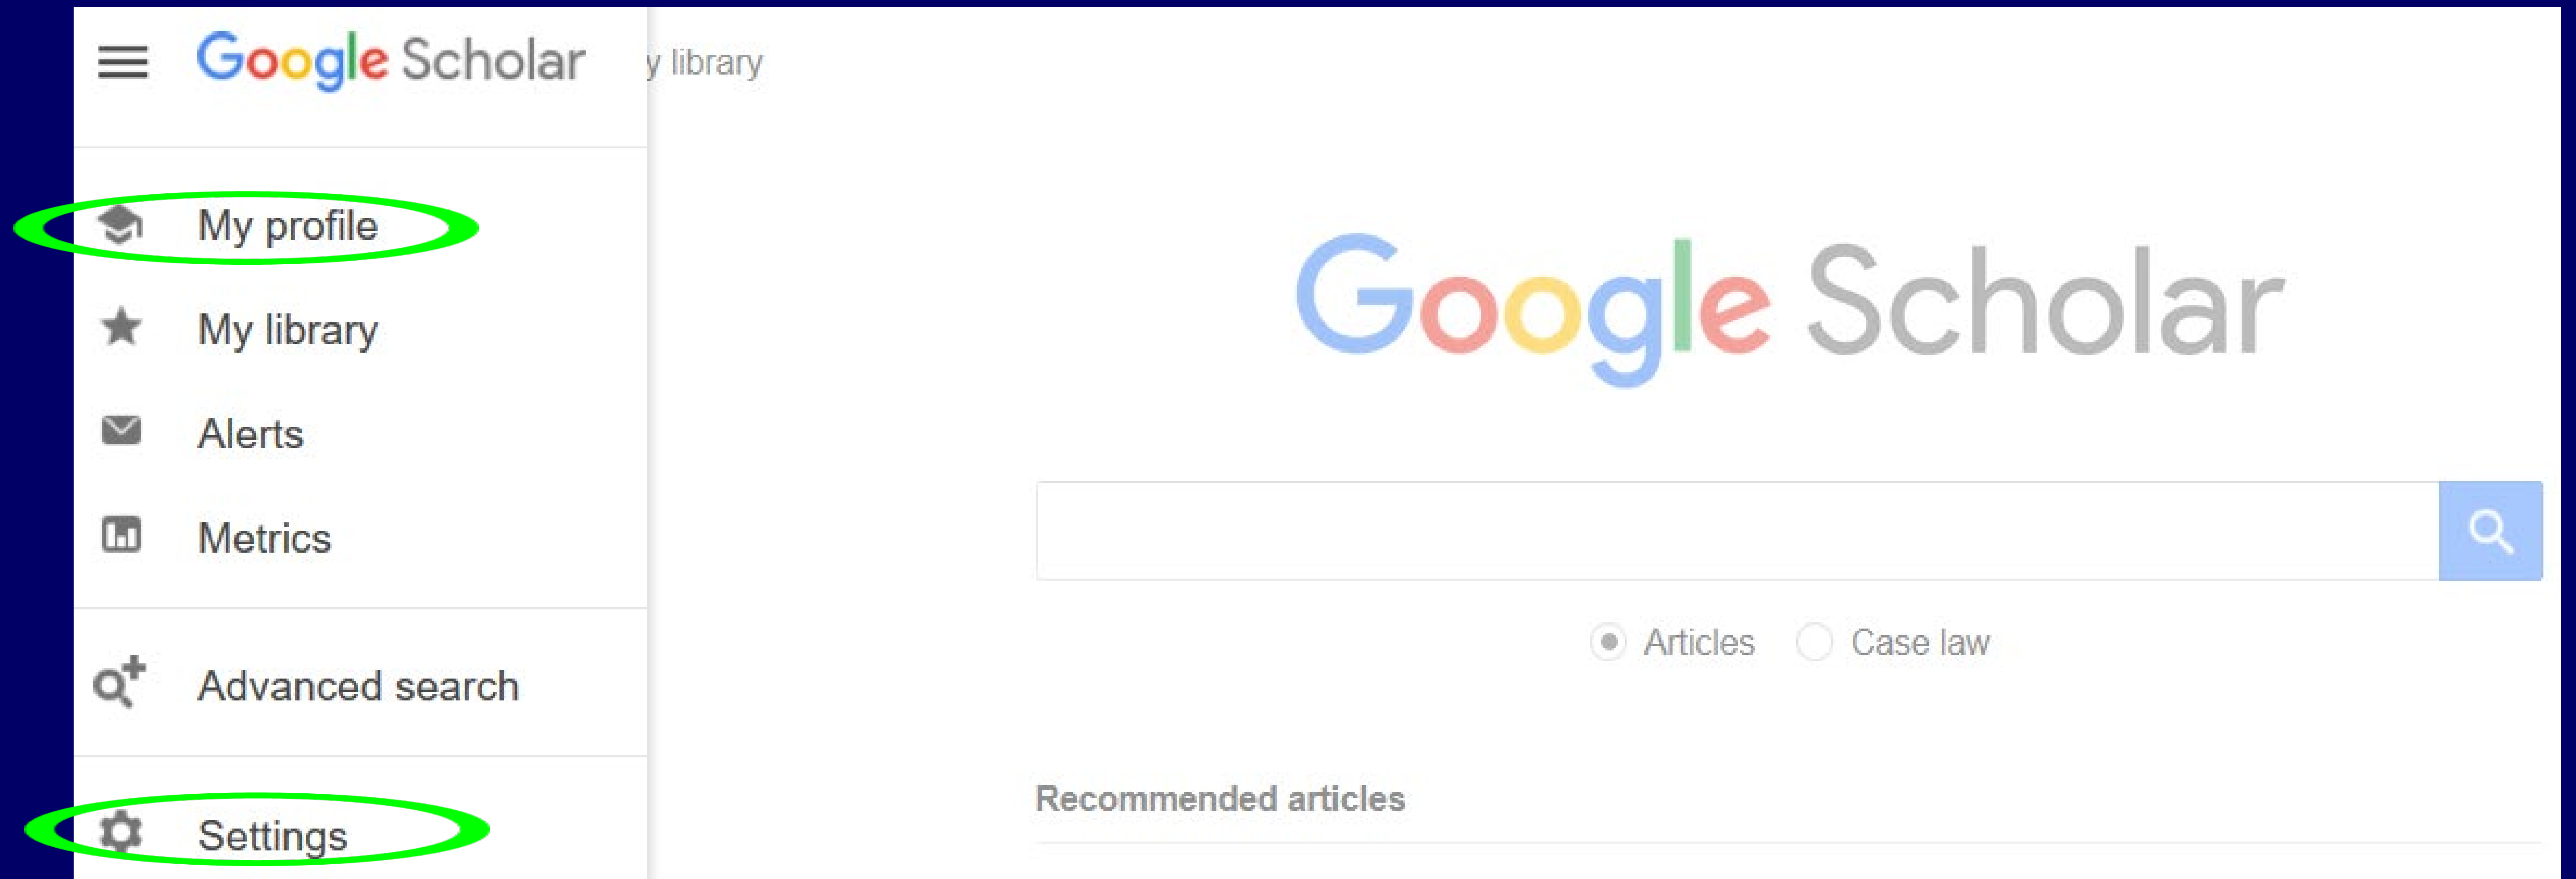 Google Scholar
y library
My profile
My library
Alerts
Metrics
Advanced search
Settings
Google Scholar
Articles
Case law
Recommended articles